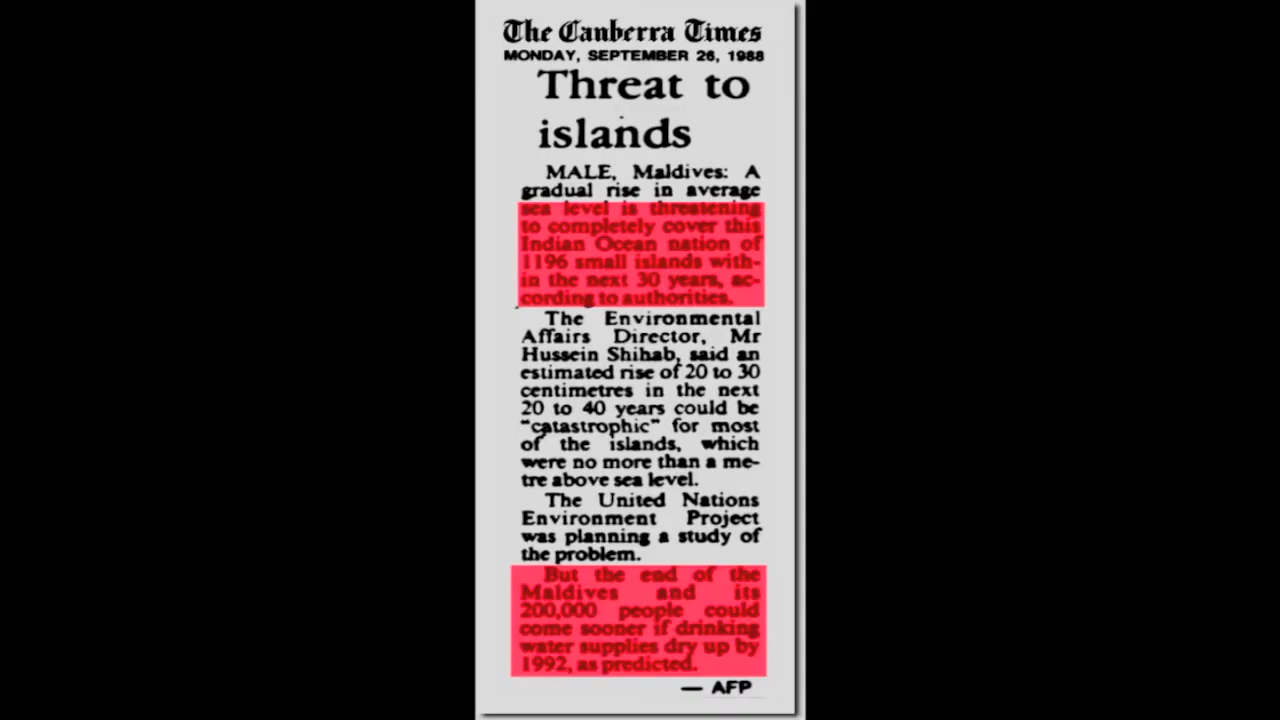 The Canberra Times
MONDAY, SEPTEMBER 26, 1988
Threat to
islands
MALE, Maldives: A
gradual rise in average
sea level is threatening
to completely cover this
Indian Ocean nation of
1196 small islands with-
in the next 30 years, ac-
cording to authorities.
The Environmental
Affairs Director, Mr
Hussein Shihab, said an
estimated rise of 20 to 30
centimetres in the next
20 to 40 years could be
"catastrophic" for most
of the islands, which
were no more than a me-
tre above sea level.
The United Nations
Environment Project
was planning a study of
the problem.
But the end of the
Maldives and its
200,000 people could
come sooner if drinking
water supplies dry up by
1992, as predicted.
— AFP